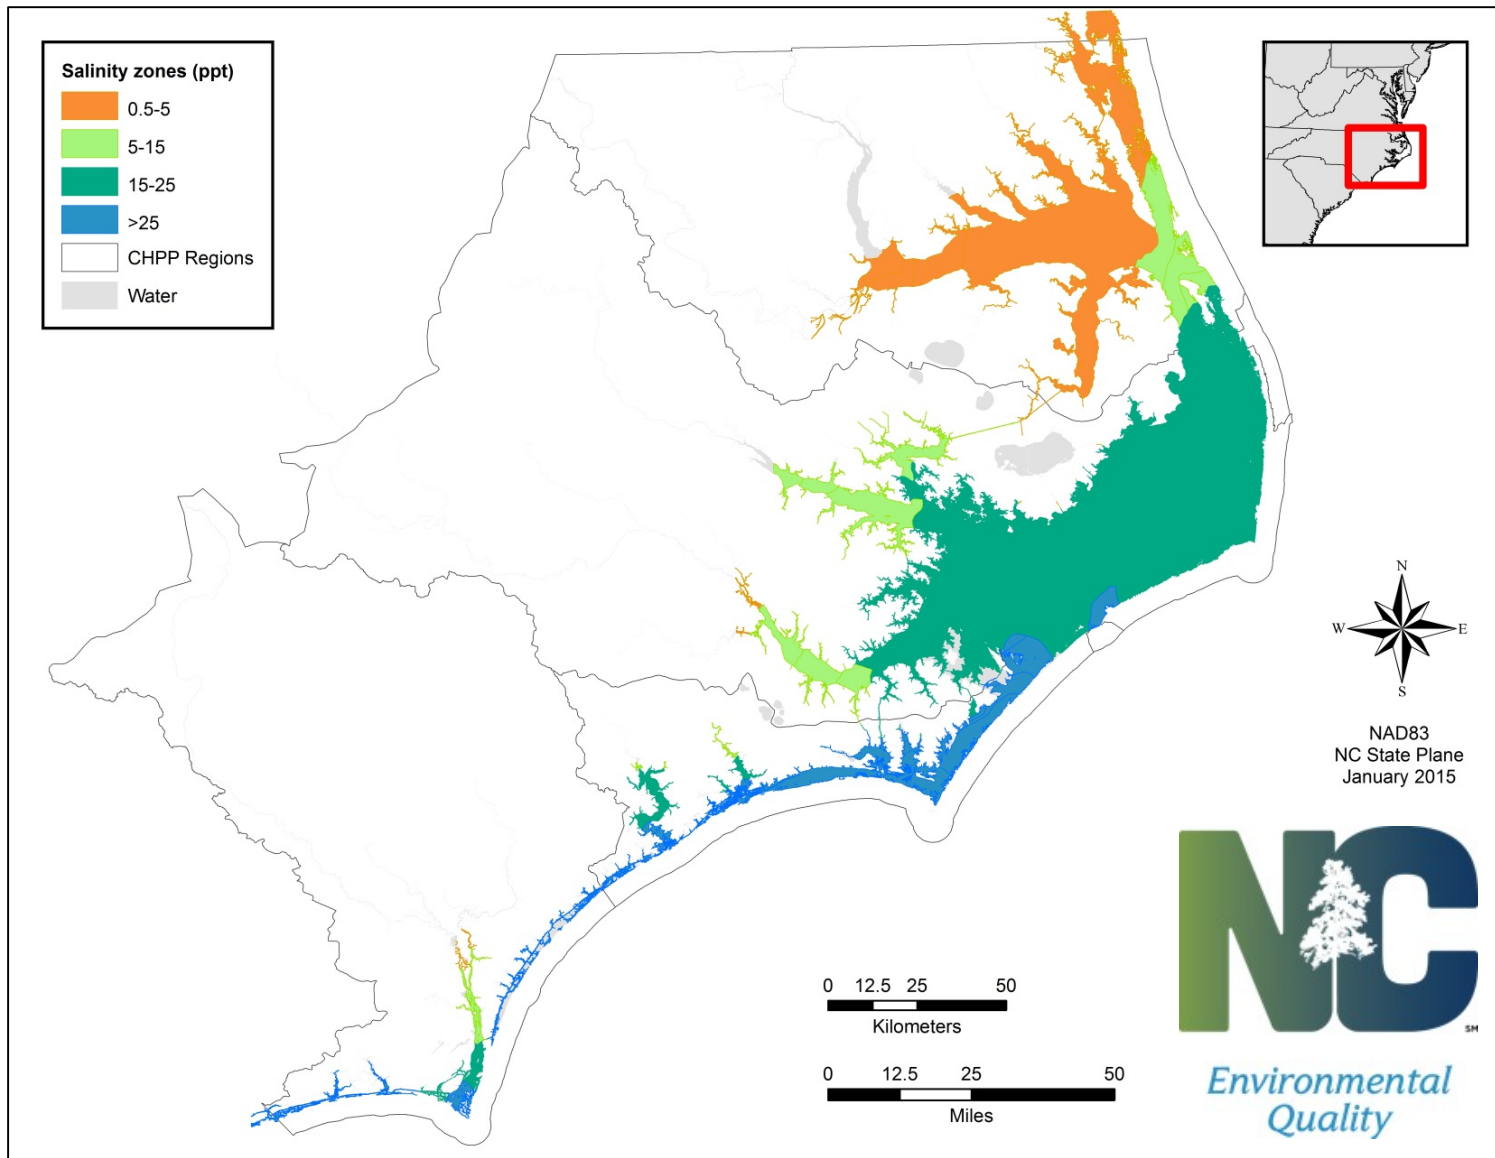 Salinity zones (ppt)
0.5-5
5-15
15-25
>25
CHPP Regions
Water
N
W E
S
NAD83
NC State Plane
January 2015
0 12.5 25 50
Kilometers
0 12.5 25 50
Miles
NC
SM
Environmental
Quality